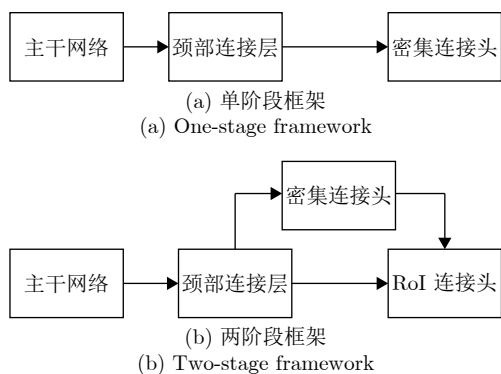 主干网络 颈部连接层 密集连接头
(a) 单阶段框架
(a) One-stage framework
密集连接头
主干网络 颈部连接层 RoI 连接头
(b) 两阶段框架
(b) Two-stage framework